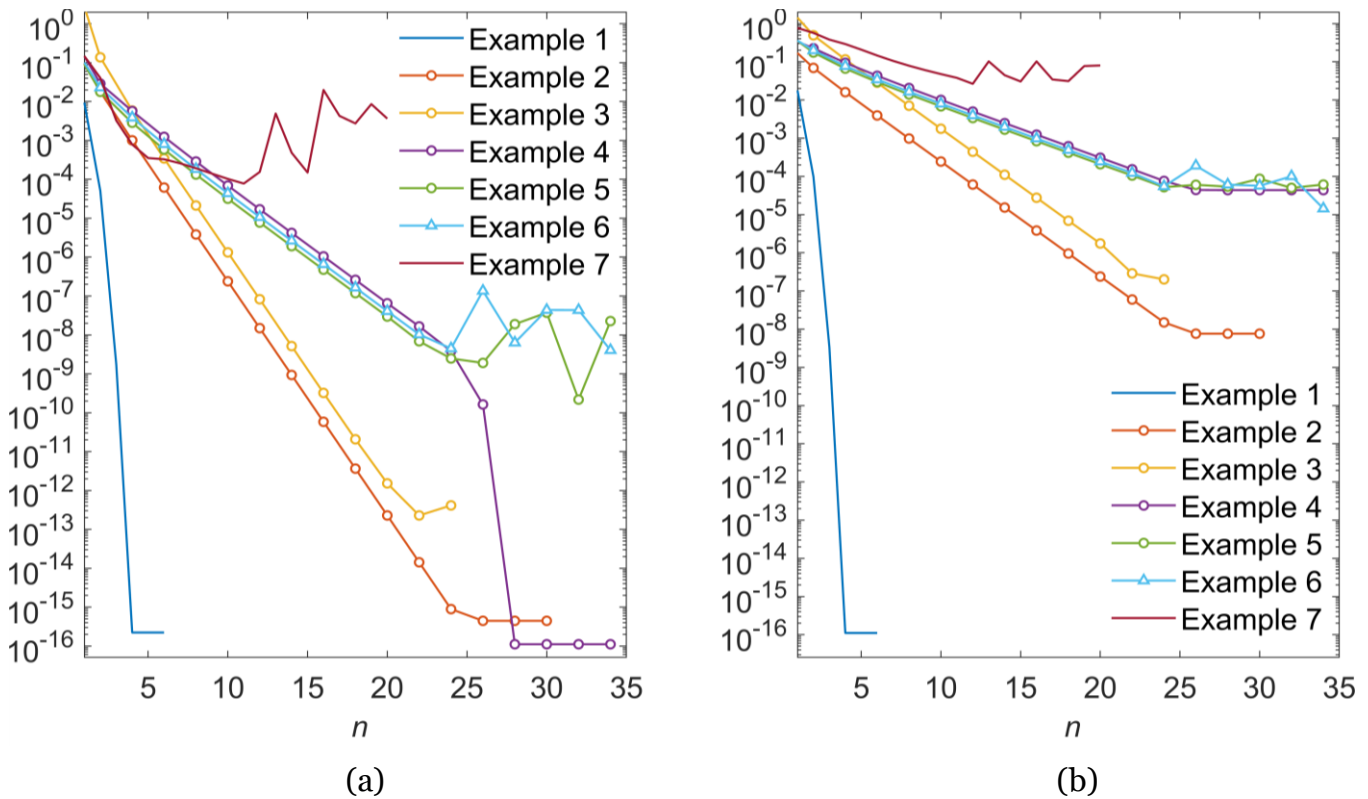 10^0
10^-1
10^-2
10^-3
10^-4
10^-5
10^-6
10^-7
10^-8
10^-9
10^-10
10^-11
10^-12
10^-13
10^-14
10^-15
10^-16
Example 1
Example 2
Example 3
Example 4
Example 5
Example 6
Example 7
5 10 15 20 25 30 35
n
(a)
10^0
10^-1
10^-2
10^-3
10^-4
10^-5
10^-6
10^-7
10^-8
10^-9
10^-10
10^-11
10^-12
10^-13
10^-14
10^-15
10^-16
Example 1
Example 2
Example 3
Example 4
Example 5
Example 6
Example 7
5 10 15 20 25 30 35
n
(b)